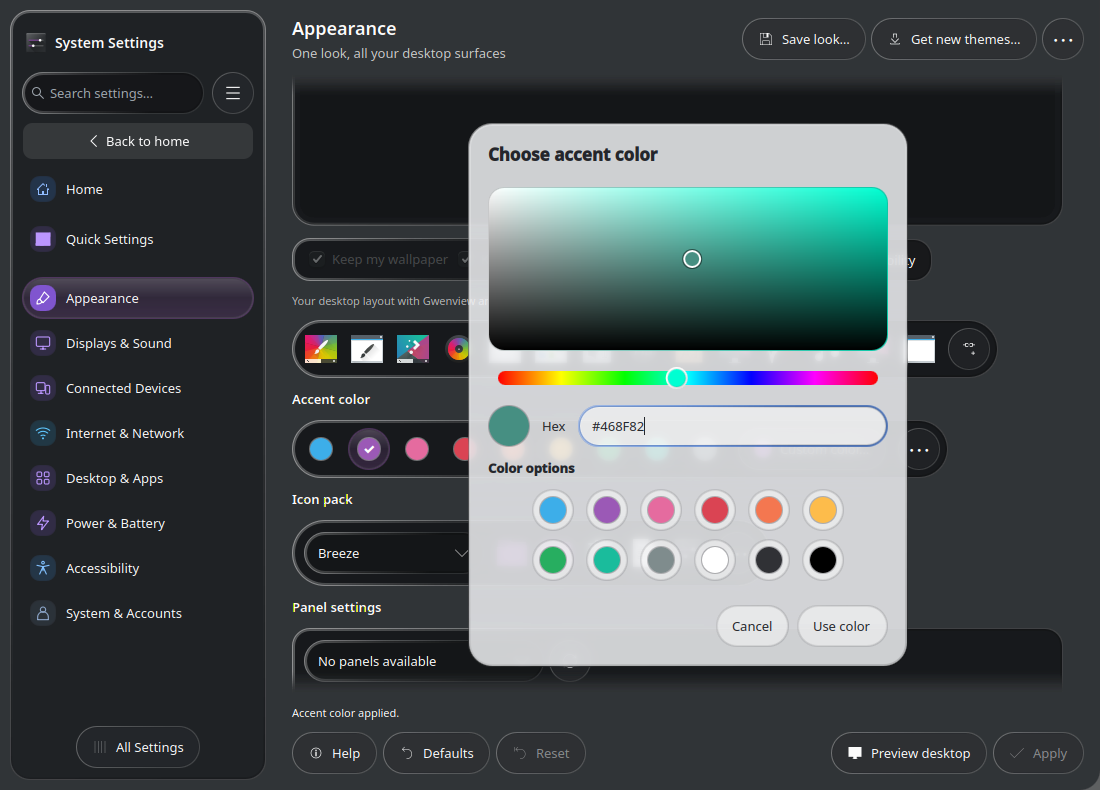 System Settings
Search settings...
Back to home
Home
Quick Settings
Appearance
Displays & Sound
Connected Devices
Internet & Network
Desktop & Apps
Power & Battery
Accessibility
System & Accounts
All Settings
Appearance
One look, all your desktop surfaces
Save look...
Get new themes...
Keep my wallpaper
Your desktop layout with Gwenview
Accent color
Icon pack
Breeze
Panel settings
No panels available
Accent color applied.
Help
Defaults
Reset
Preview desktop
Apply
Choose accent color
Hex
#468F82
Color options
Cancel
Use color